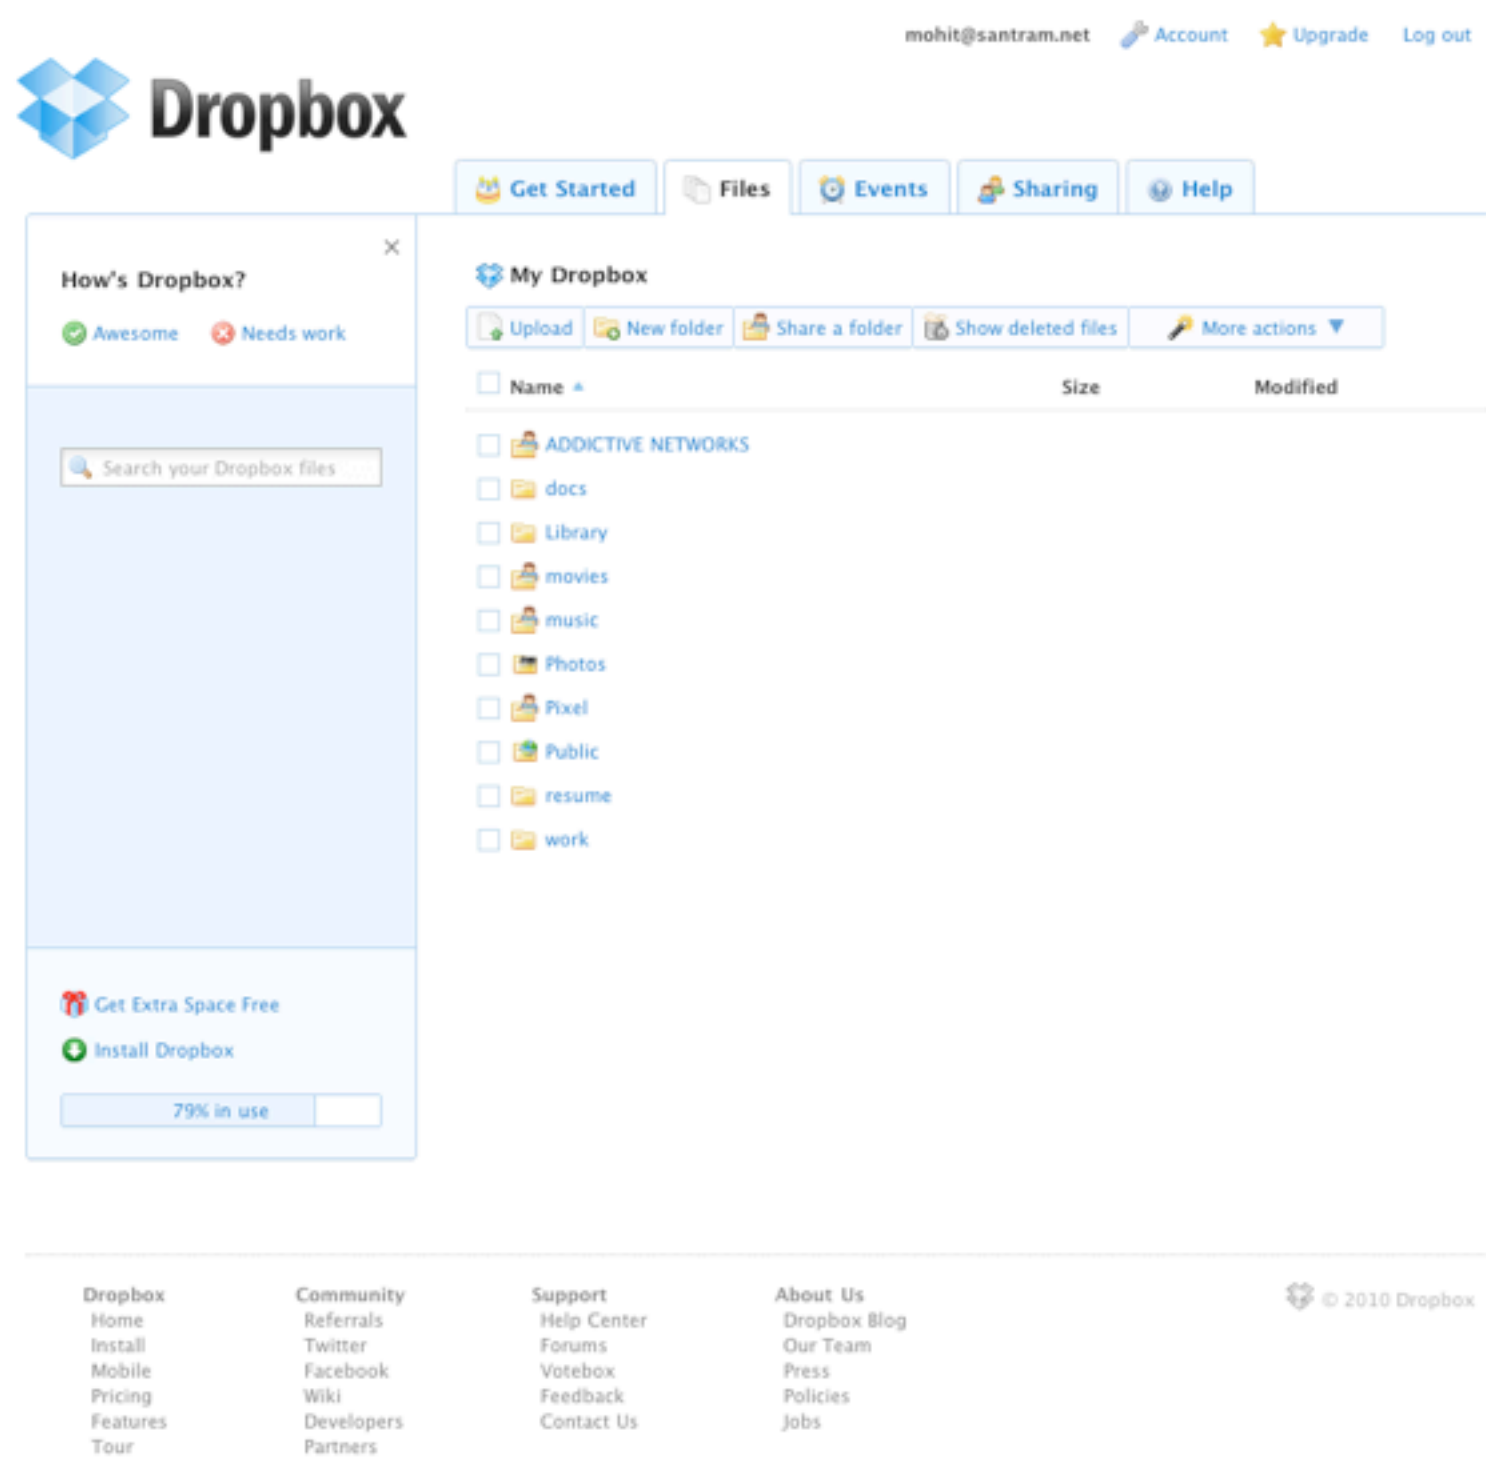 mohit@santram.net Account Upgrade Log out
Dropbox
Get Started Files Events Sharing Help
How's Dropbox?
Awesome Needs work
Search your Dropbox files
Get Extra Space Free
Install Dropbox
79% in use
My Dropbox
Upload New folder Share a folder Show deleted files More actions
Name Size Modified
ADDICTIVE NETWORKS
docs
Library
movies
music
Photos
Pixel
Public
resume
work
Dropbox
Home
Install
Mobile
Pricing
Features
Tour
Community
Referrals
Twitter
Facebook
Wiki
Developers
Partners
Support
Help Center
Forums
Votebox
Feedback
Contact Us
About Us
Dropbox Blog
Our Team
Press
Policies
Jobs
© 2010 Dropbox